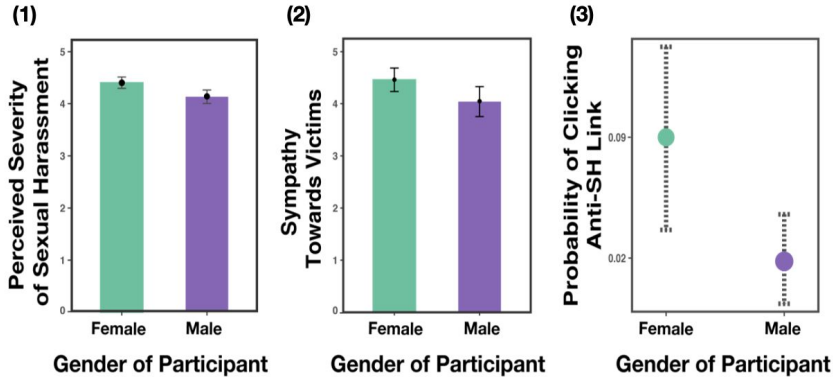 (1)
Perceived Severity
of Sexual Harassment
5
4
3
2
1
0
Female Male
Gender of Participant
(2)
Sympathy
Towards Victims
5
4
3
2
1
0
Female Male
Gender of Participant
(3)
Probability of Clicking
Anti-SH Link
0.09
0.02
Female Male
Gender of Participant